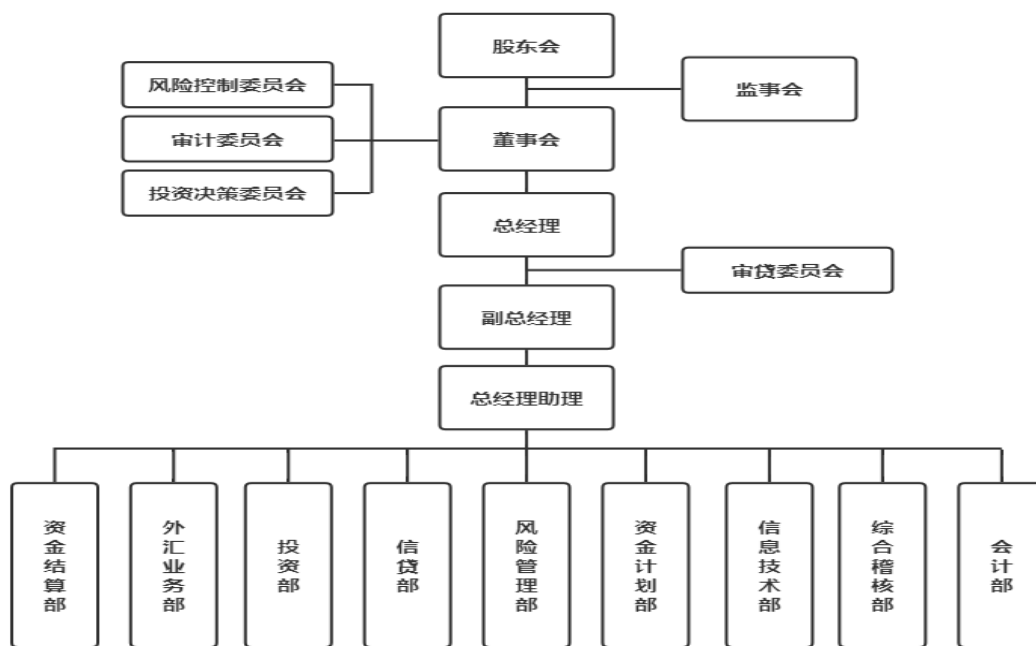 股东会
风险控制委员会
监事会
审计委员会
董事会
投资决策委员会
总经理
审贷委员会
副总经理
总经理助理
资金结算部
外汇业务部
投资部
信贷部
风险管理部
资金计划部
信息技术部
综合稽核部
会计部